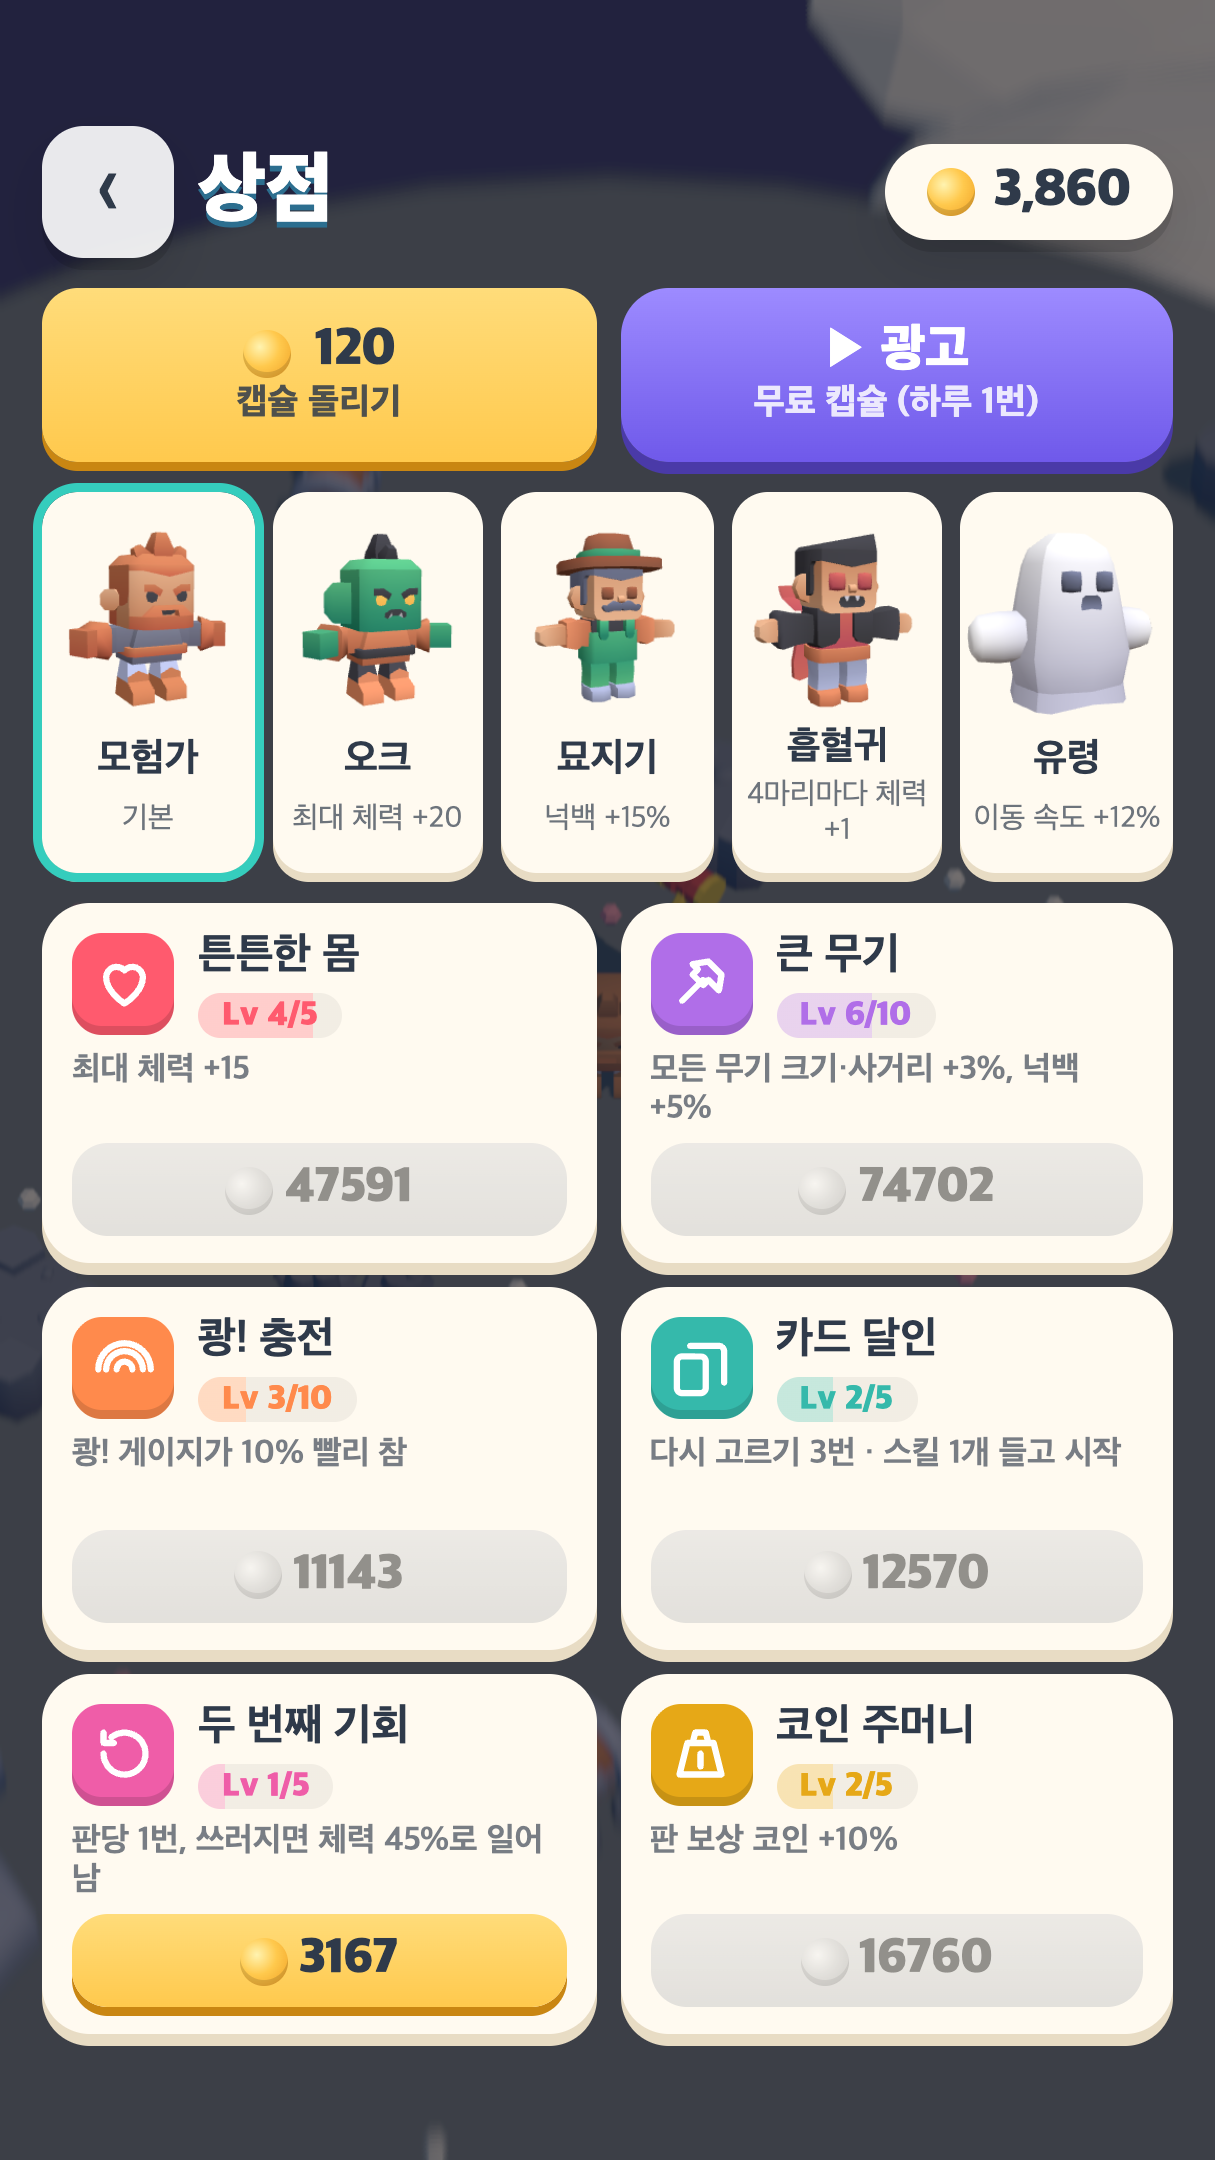 상점
3,860
120
캡슐 돌리기
▶ 광고
무료 캡슐 (하루 1번)
모험가
기본
오크
최대 체력 +20
묘지기
넉백 +15%
흡혈귀
4마리마다 체력
+1
유령
이동 속도 +12%
튼튼한 몸
Lv 4/5
최대 체력 +15
47591
큰 무기
Lv 6/10
모든 무기 크기·사거리 +3%, 넉백
+5%
74702
쾅! 충전
Lv 3/10
쾅! 게이지가 10% 빨리 참
11143
카드 달인
Lv 2/5
다시 고르기 3번 · 스킬 1개 들고 시작
12570
두 번째 기회
Lv 1/5
판당 1번, 쓰러지면 체력 45%로 일어
남
3167
코인 주머니
Lv 2/5
판 보상 코인 +10%
16760